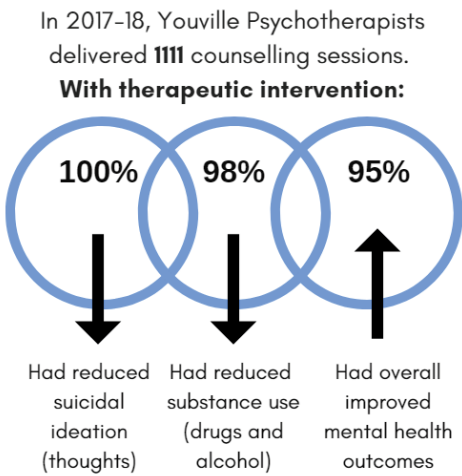 In 2017-18, Youville Psychotherapists
delivered 1111 counselling sessions.
With therapeutic intervention:
100%
98%
95%
Had reduced
suicidal
ideation
(thoughts)
Had reduced
substance use
(drugs and
alcohol)
Had overall
improved
mental health
outcomes